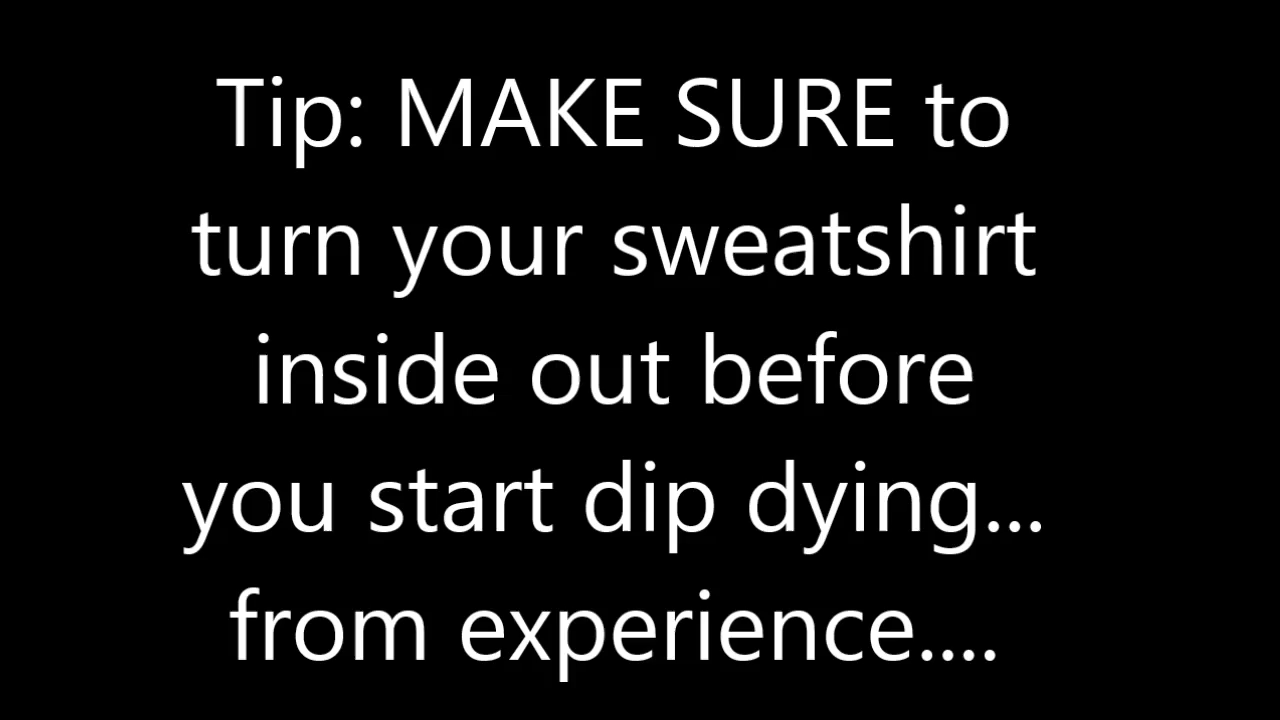 Tip: MAKE SURE to
turn your sweatshirt
inside out before
you start dip dying...
from experience....